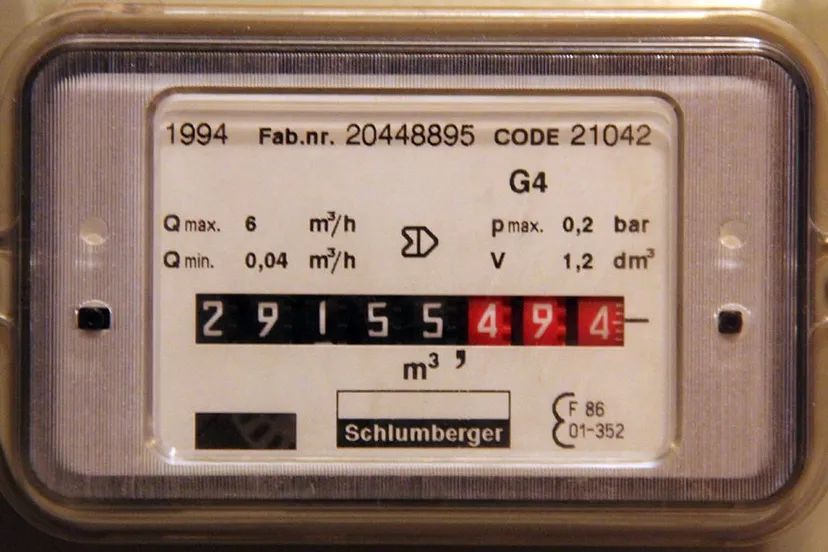 1994 Fab.nr. 20448895 CODE 21042
G4
Q max. 6 m³/h p max. 0,2 bar
Q min. 0,04 m³/h V 1,2 dm³
29155494
m³ ,
Schlumberger
F 86
01-352